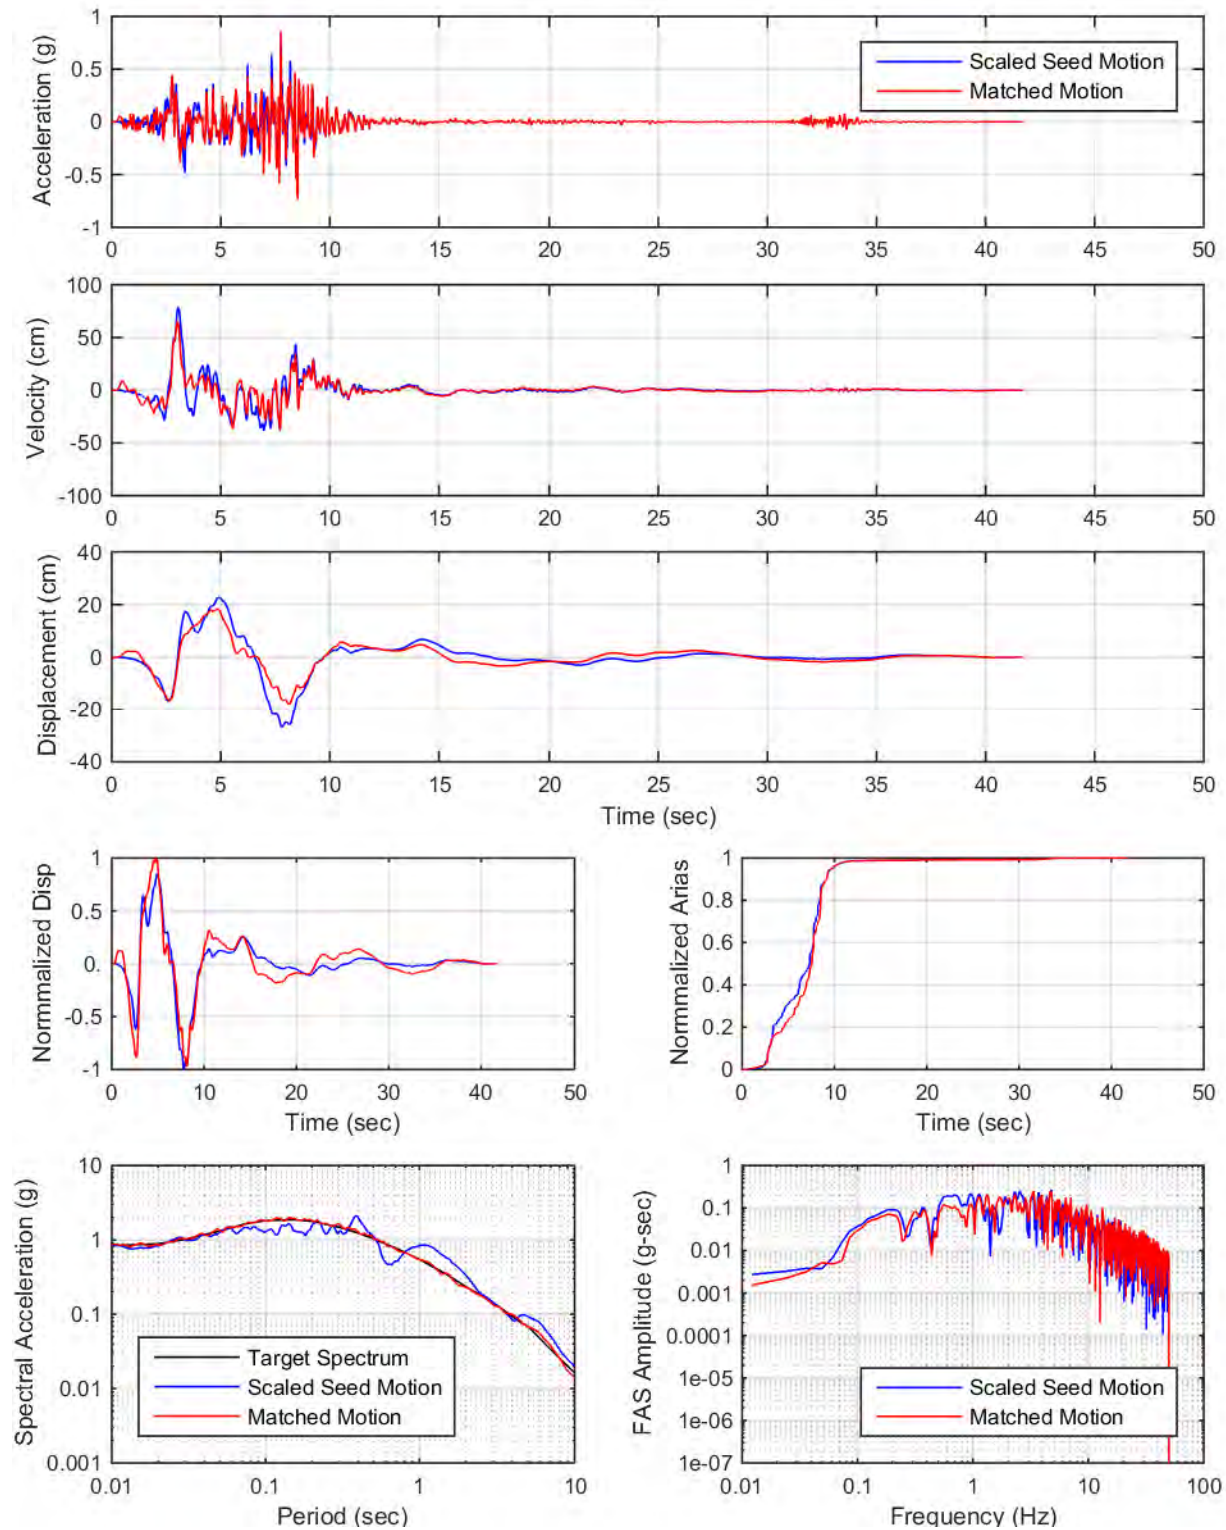 Acceleration (g)
1
0.5
0
-0.5
-1
Scaled Seed Motion
Matched Motion
0 5 10 15 20 25 30 35 40 45 50
Velocity (cm)
100
50
0
-50
-100
0 5 10 15 20 25 30 35 40 45 50
Displacement (cm)
40
20
0
-20
-40
0 5 10 15 20 25 30 35 40 45 50
Time (sec)
Normmalized Disp
1
0.5
0.
-0.5
-1
0 10 20 30 40 50
Time (sec)
Normmalized Arias
1
0.8
0.6
0.4
0.2
0
0 10 20 30 40 50
Time (sec)
Spectral Acceleration (g)
10
1
0.1
0.01
0.001
Target Spectrum
Scaled Seed Motion
Matched Motion
0.01 0.1 1 10
Period (sec)
FAS Amplitude (g-sec)
1
0.1
0.01
0.001
0.0001
1e-05
1e-06
1e-07
Scaled Seed Motion
Matched Motion
0.01 0.1 1 10 100
Frequency (Hz)